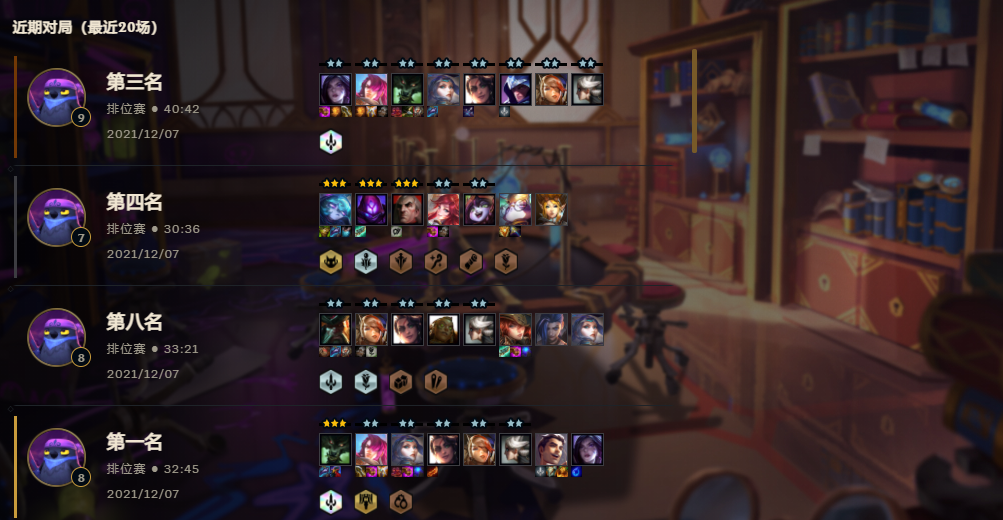 近期对局（最近20场）
第三名
排位赛 ● 40:42
9
2021/12/07
第四名
排位赛 ● 30:36
7
2021/12/07
第八名
排位赛 ● 33:21
8
2021/12/07
第一名
排位赛 ● 32:45
8
2021/12/07